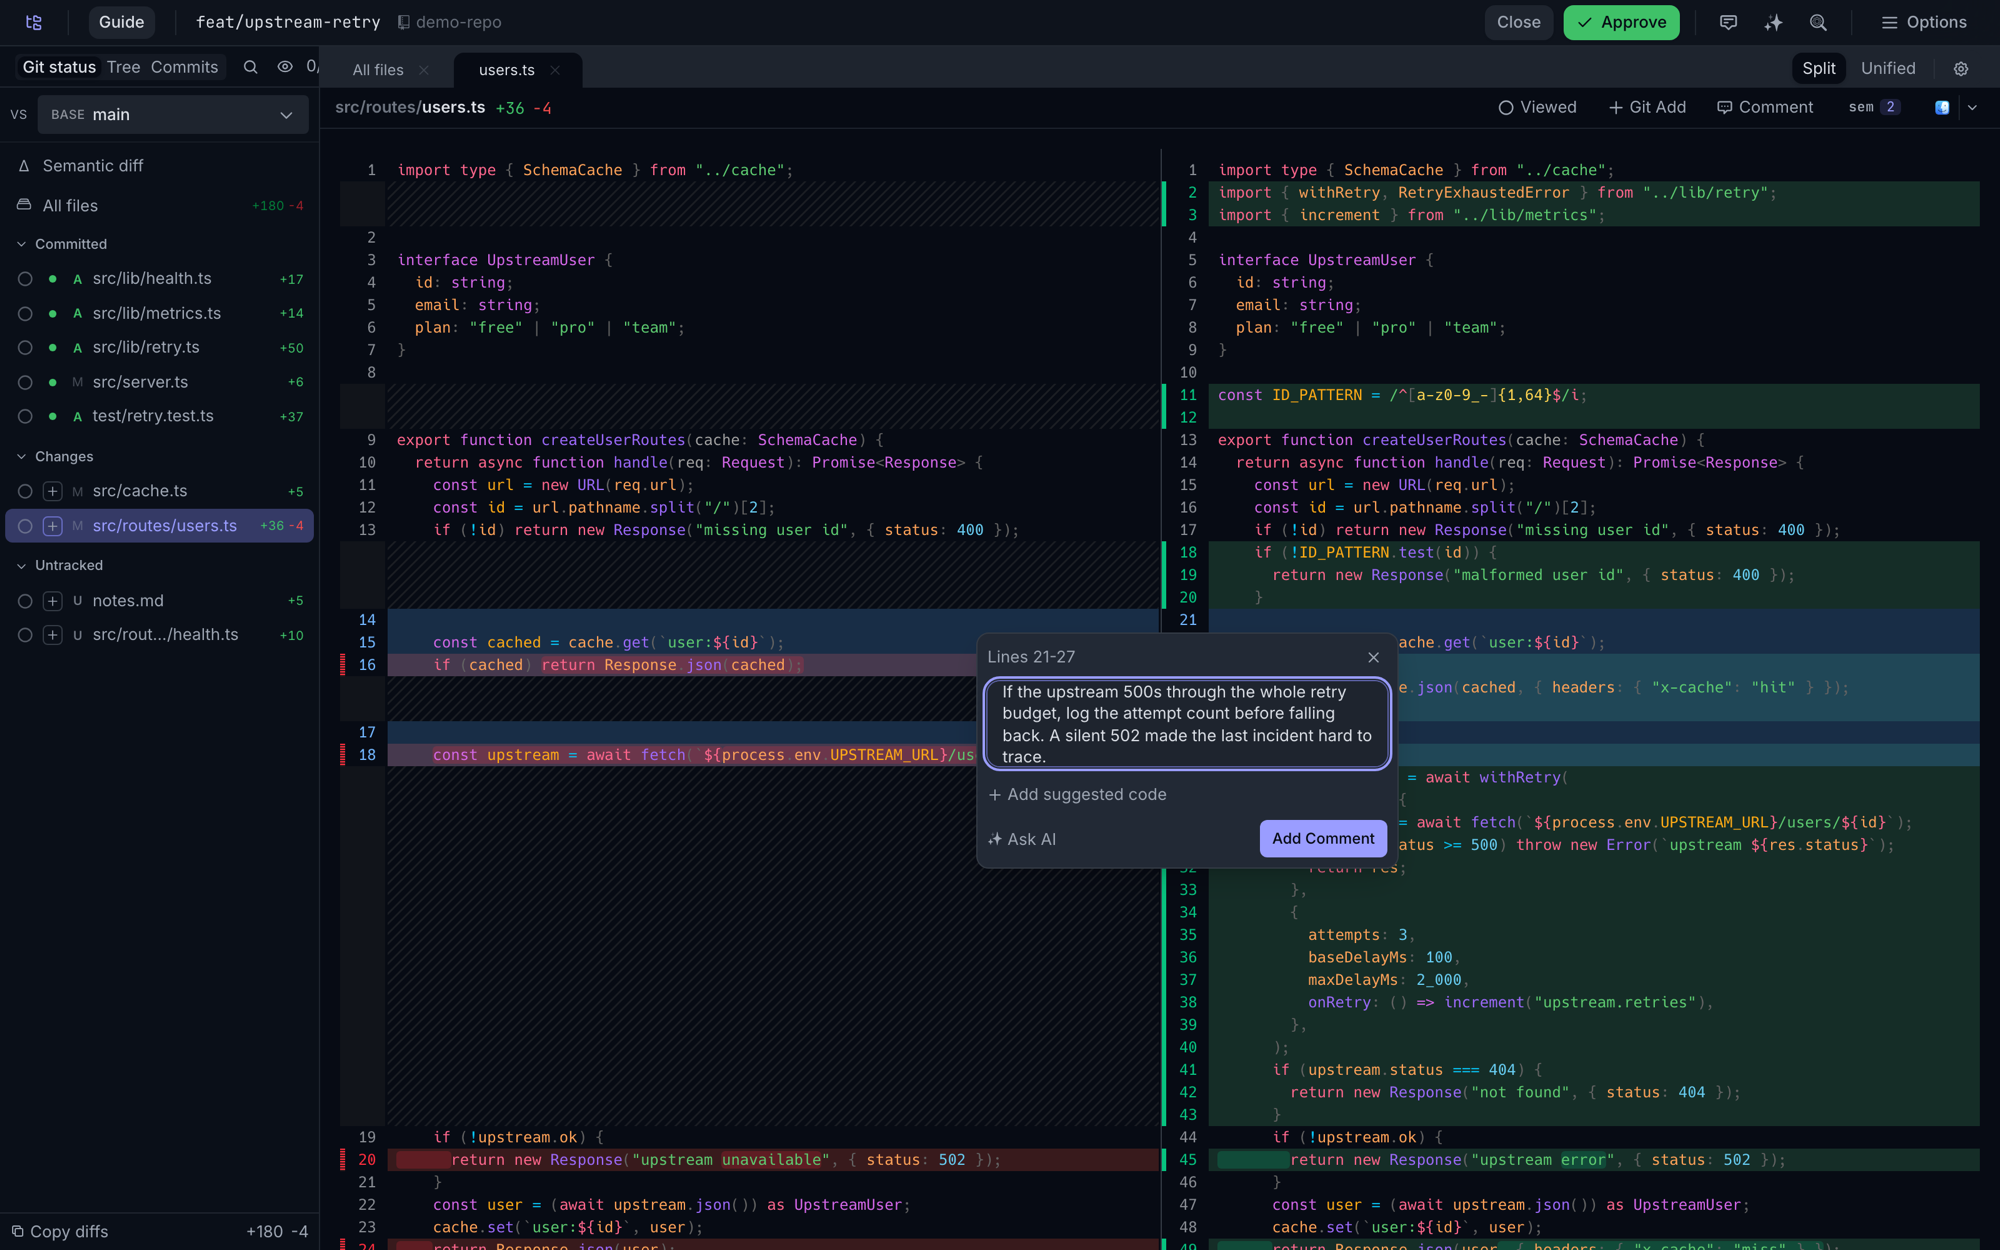 Guide
feat/upstream-retry
demo-repo
Close
Approve
Options
Git status Tree Commits
0/
All files
users.ts
Split
Unified
VS BASE main
src/routes/users.ts +36 -4
Viewed
Git Add
Comment
sem 2
Semantic diff
All files +180 -4
Committed
A src/lib/health.ts +17
A src/lib/metrics.ts +14
A src/lib/retry.ts +50
M src/server.ts +6
A test/retry.test.ts +37
Changes
M src/cache.ts +5
M src/routes/users.ts +36 -4
Untracked
U notes.md +5
U src/rout.../health.ts +10
Copy diffs +180 -4
1 import type { SchemaCache } from "../cache";
2
3 interface UpstreamUser {
4 id: string;
5 email: string;
6 plan: "free" | "pro" | "team";
7 }
8
9 export function createUserRoutes(cache: SchemaCache) {
10 return async function handle(req: Request): Promise<Response> {
11 const url = new URL(req.url);
12 const id = url.pathname.split("/")[2];
13 if (!id) return new Response("missing user id", { status: 400 });
14
15 const cached = cache.get(`user:${id}`);
16 if (cached) return Response.json(cached);
17
18 const upstream = await fetch(`${process.env.UPSTREAM_URL}/us
19 if (!upstream.ok) {
20 return new Response("upstream unavailable", { status: 502 });
21 }
22 const user = (await upstream.json()) as UpstreamUser;
23 cache.set(`user:${id}`, user);
24 return Response.json(user);
1 import type { SchemaCache } from "../cache";
2 import { withRetry, RetryExhaustedError } from "../lib/retry";
3 import { increment } from "../lib/metrics";
4
5 interface UpstreamUser {
6 id: string;
7 email: string;
8 plan: "free" | "pro" | "team";
9 }
10
11 const ID_PATTERN = /^[a-z0-9_-]{1,64}$/i;
12
13 export function createUserRoutes(cache: SchemaCache) {
14 return async function handle(req: Request): Promise<Response> {
15 const url = new URL(req.url);
16 const id = url.pathname.split("/")[2];
17 if (!id) return new Response("missing user id", { status: 400 });
18 if (!ID_PATTERN.test(id)) {
19 return new Response("malformed user id", { status: 400 });
20 }
21
ache.get(`user:${id}`);
e.json(cached, { headers: { "x-cache": "hit" } });
= await withRetry(
{
= await fetch(`${process.env.UPSTREAM_URL}/users/${id}`);
atus >= 500) throw new Error(`upstream ${res.status}`);
32 return res;
33 },
34 {
35 attempts: 3,
36 baseDelayMs: 100,
37 maxDelayMs: 2_000,
38 onRetry: () => increment("upstream.retries"),
39 },
40 );
41 if (upstream.status === 404) {
42 return new Response("not found", { status: 404 });
43 }
44 if (!upstream.ok) {
45 return new Response("upstream error", { status: 502 });
46 }
47 const user = (await upstream.json()) as UpstreamUser;
48 cache.set(`user:${id}`, user);
49 return Response.json(user, { headers: { "x-cache": "miss" } });
Lines 21-27
If the upstream 500s through the whole retry
budget, log the attempt count before falling
back. A silent 502 made the last incident hard to
trace.
Add suggested code
Ask AI
Add Comment